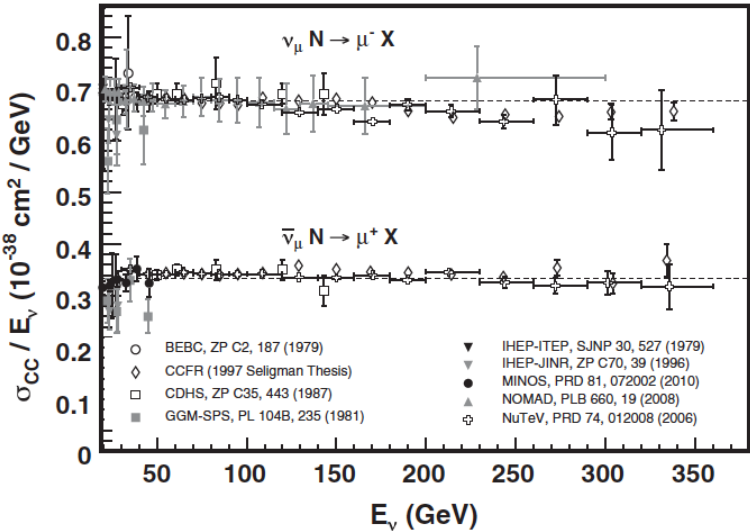 σCC / Eν (10⁻³⁸ cm² / GeV)
0.8
0.7
0.6
0.5
0.4
0.3
0.2
0.1
0
νμ N → μ⁻ X
ν̄μ N → μ⁺ X
BEBC, ZP C2, 187 (1979)
CCFR (1997 Seligman Thesis)
CDHS, ZP C35, 443 (1987)
GGM-SPS, PL 104B, 235 (1981)
IHEP-ITEP, SJNP 30, 527 (1979)
IHEP-JINR, ZP C70, 39 (1996)
MINOS, PRD 81, 072002 (2010)
NOMAD, PLB 660, 19 (2008)
NuTeV, PRD 74, 012008 (2006)
50 100 150 200 250 300 350
Eν (GeV)